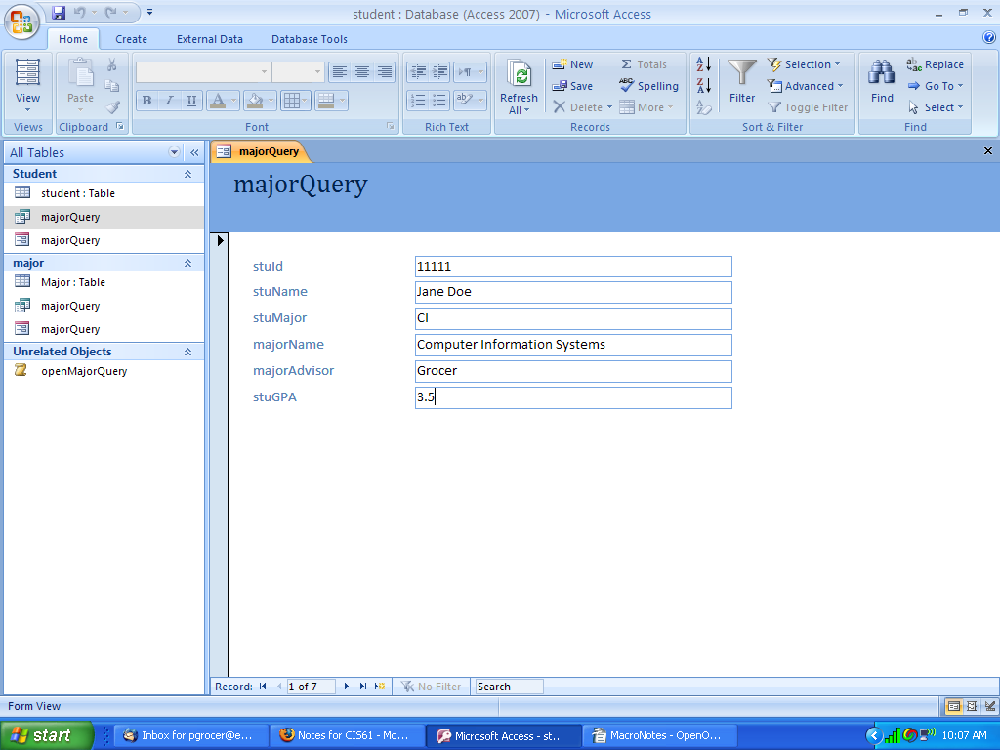 student : Database (Access 2007) - Microsoft Access
Home Create External Data Database Tools
View
Views
Paste
Clipboard
B I U A
Font
Rich Text
Refresh All
New
Save
Delete
Totals
Spelling
More
Records
Filter
Selection
Advanced
Toggle Filter
Sort & Filter
Find
Replace
Go To
Select
Find
All Tables
Student
student : Table
majorQuery
majorQuery
major
Major : Table
majorQuery
majorQuery
Unrelated Objects
openMajorQuery
majorQuery
majorQuery
stuId 11111
stuName Jane Doe
stuMajor CI
majorName Computer Information Systems
majorAdvisor Grocer
stuGPA 3.5
Record: 1 of 7 No Filter Search
Form View
start Inbox for pgrocer@e... Notes for CIS61 - Mo... Microsoft Access - st... MacroNotes - OpenO... 10:07 AM